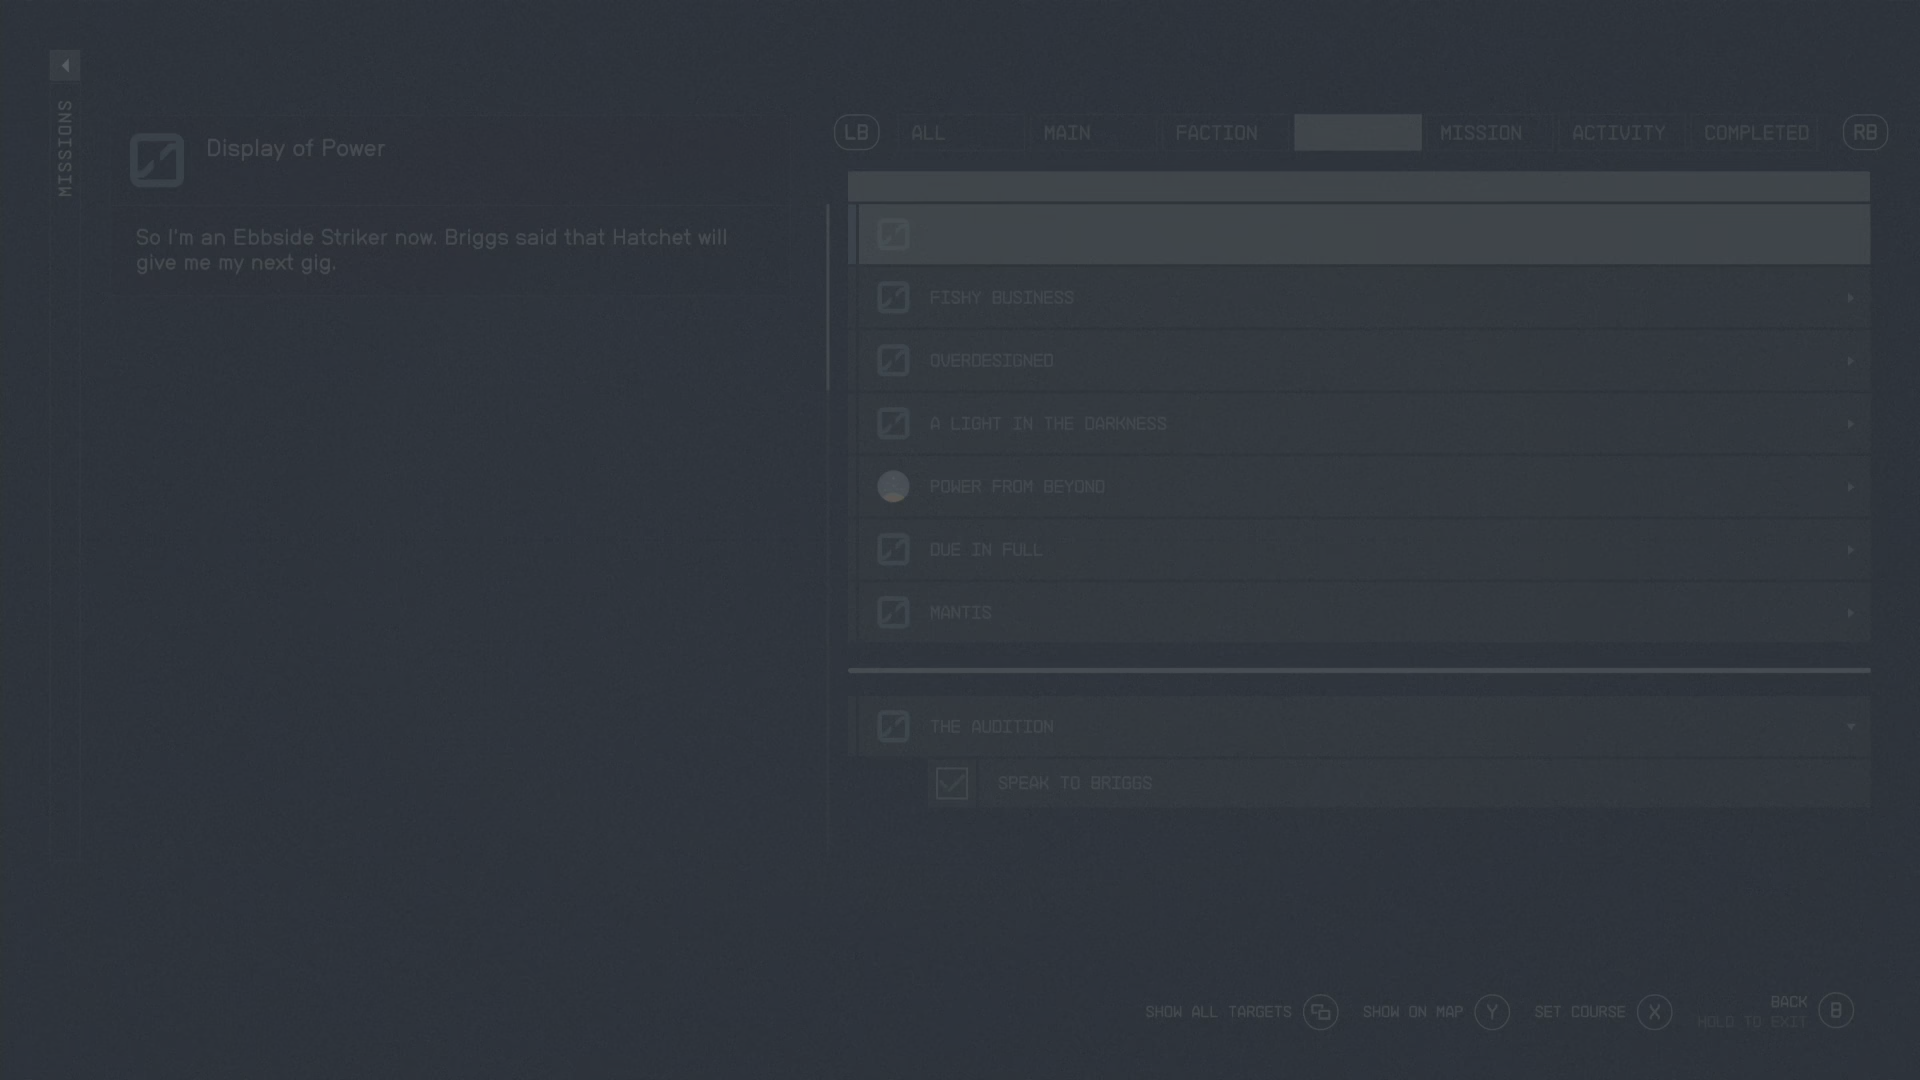 MISSIONS
Display of Power
So I'm an Ebbside Striker now. Briggs said that Hatchet will
give me my next gig.
LB ALL MAIN FACTION MISSION ACTIVITY COMPLETED RB
FISHY BUSINESS
OVERDESIGNED
A LIGHT IN THE DARKNESS
POWER FROM BEYOND
DUE IN FULL
MANTIS
THE AUDITION
SPEAK TO BRIGGS
SHOW ALL TARGETS SHOW ON MAP Y SET COURSE X BACK B
HOLD TO EXIT